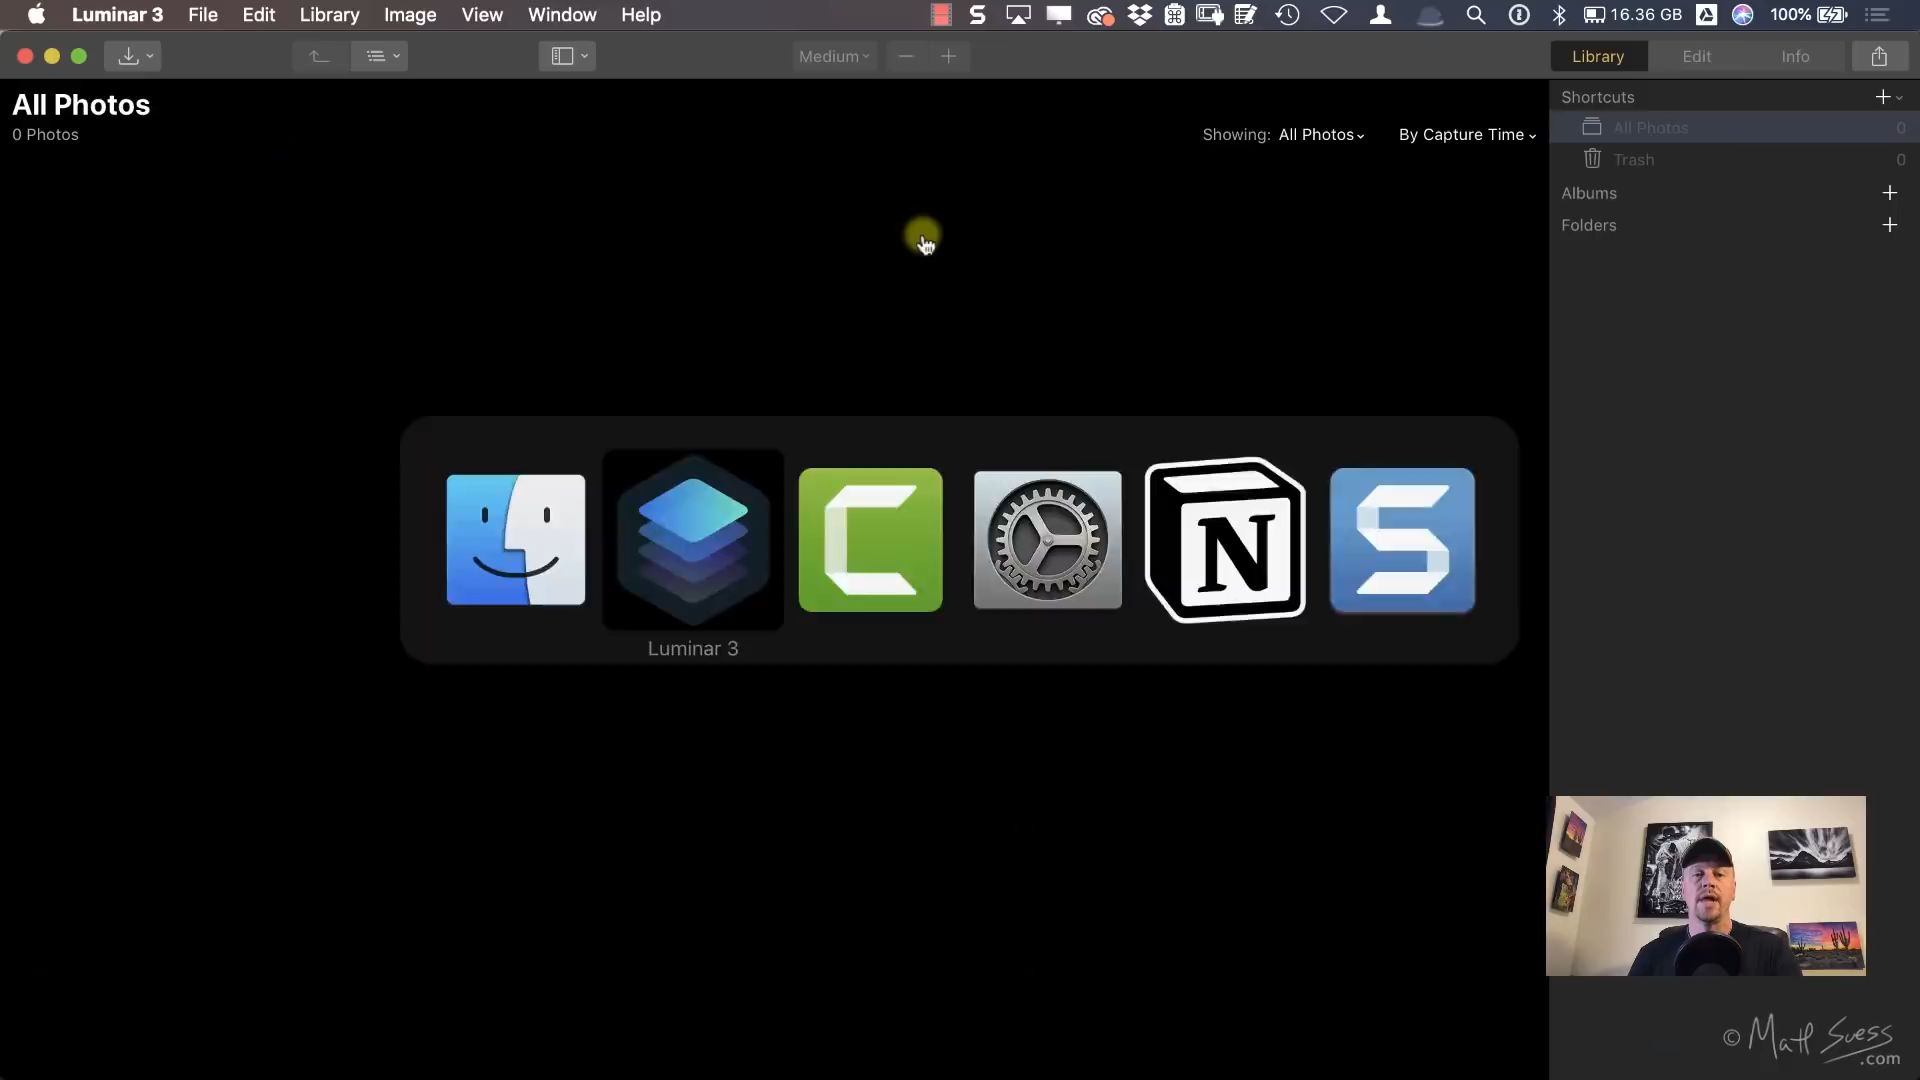 Luminar 3 File Edit Library Image View Window Help 16.36 GB 100%
Medium Library Edit Info
All Photos
0 Photos
Showing: All Photos By Capture Time
Shortcuts
All Photos 0
Trash 0
Albums
Folders
N
Luminar 3
© Matt Suess
.com